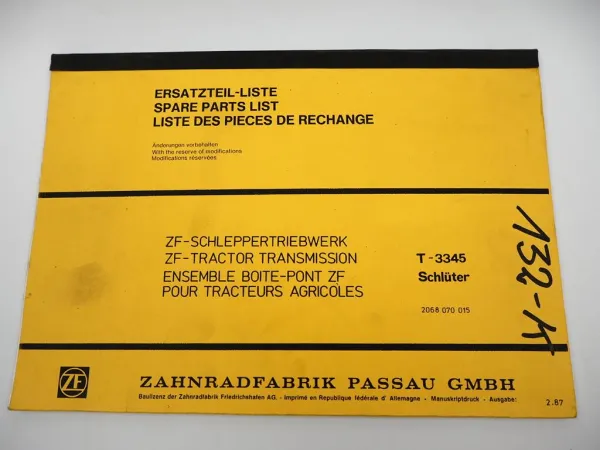 ERSATZTEIL-LISTE
SPARE PARTS LIST
LISTE DES PIECES DE RECHANGE
Änderungen vorbehalten
With the reserve of modifications
Modifications réservées
ZF-SCHLEPPERTRIEBWERK
ZF-TRACTOR TRANSMISSION T-3345
ENSEMBLE BOITE-PONT ZF Schlüter
POUR TRACTEURS AGRICOLES
2068 070 015
132-K
ZF ZAHNRADFABRIK PASSAU GMBH
Baulizenz der Zahnradfabrik Friedrichshafen AG. - Imprimé en Republique fédérale d' Allemagne - Manuskriptdruck - Ausgabe: 2.87